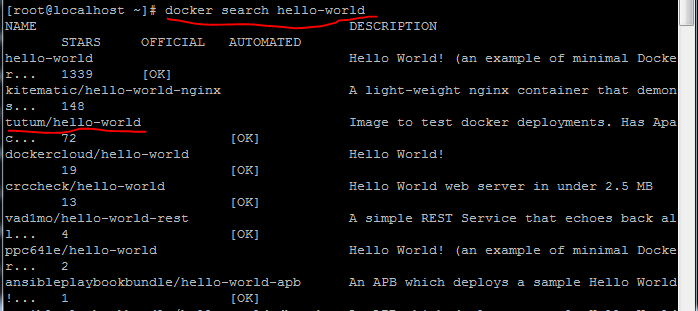 [root@localhost ~]# docker search hello-world
NAME DESCRIPTION
STARS OFFICIAL AUTOMATED
hello-world Hello World! (an example of minimal Docke
r... 1339 [OK]
kitematic/hello-world-nginx A light-weight nginx container that demon
s... 148
tutum/hello-world Image to test docker deployments. Has Apa
c... 72 [OK]
dockercloud/hello-world Hello World!
19 [OK]
crccheck/hello-world Hello World web server in under 2.5 MB
13 [OK]
vad1mo/hello-world-rest A simple REST Service that echoes back al
l... 4 [OK]
ppc64le/hello-world Hello World! (an example of minimal Docke
r... 2
ansibleplaybookbundle/hello-world-apb An APB which deploys a sample Hello World
!... 1 [OK]